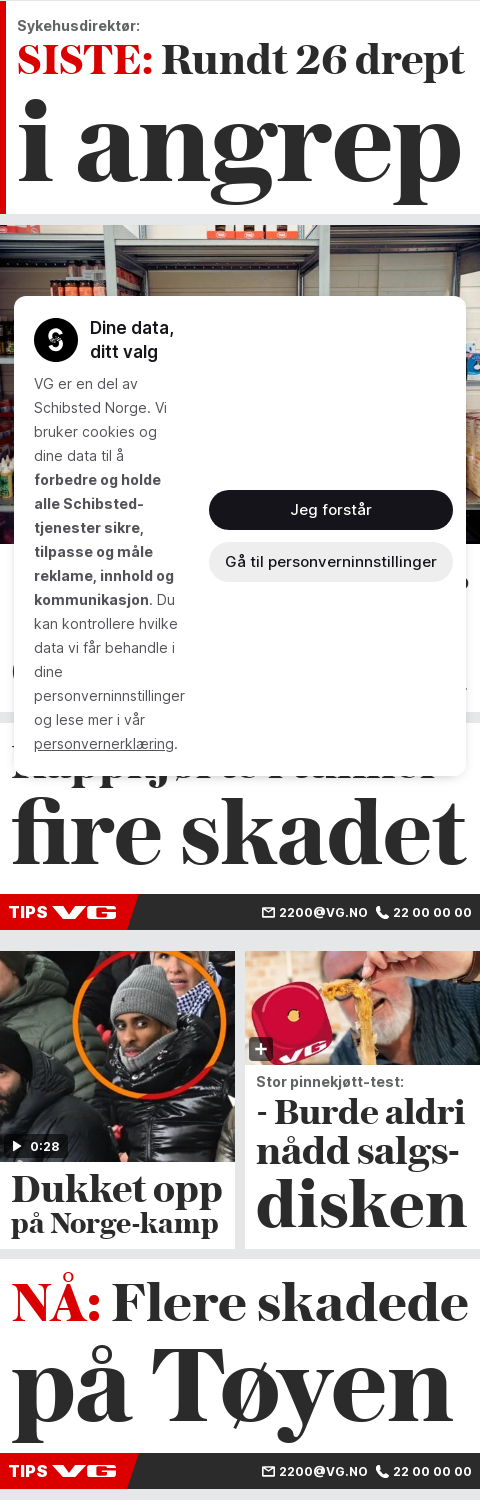 Sykehusdirektør:
SISTE: Rundt 26 drept
i angrep
Dine data,
ditt valg
VG er en del av
Schibsted Norge. Vi
bruker cookies og
dine data til å
forbedre og holde
alle Schibsted-
tjenester sikre,
tilpasse og måle
reklame, innhold og
kommunikasjon. Du
kan kontrollere hvilke
data vi får behandle i
dine
personverninnstillinger
og lese mer i vår
personvernerklæring.
Jeg forstår
Gå til personverninnstillinger
fire skadet
TIPS VG
2200@VG.NO 22 00 00 00
0:28
Dukket opp
på Norge-kamp
VG
Stor pinnekjøtt-test:
- Burde aldri
nådd salgs-
disken
NÅ: Flere skadede
på Tøyen
TIPS VG
2200@VG.NO 22 00 00 00